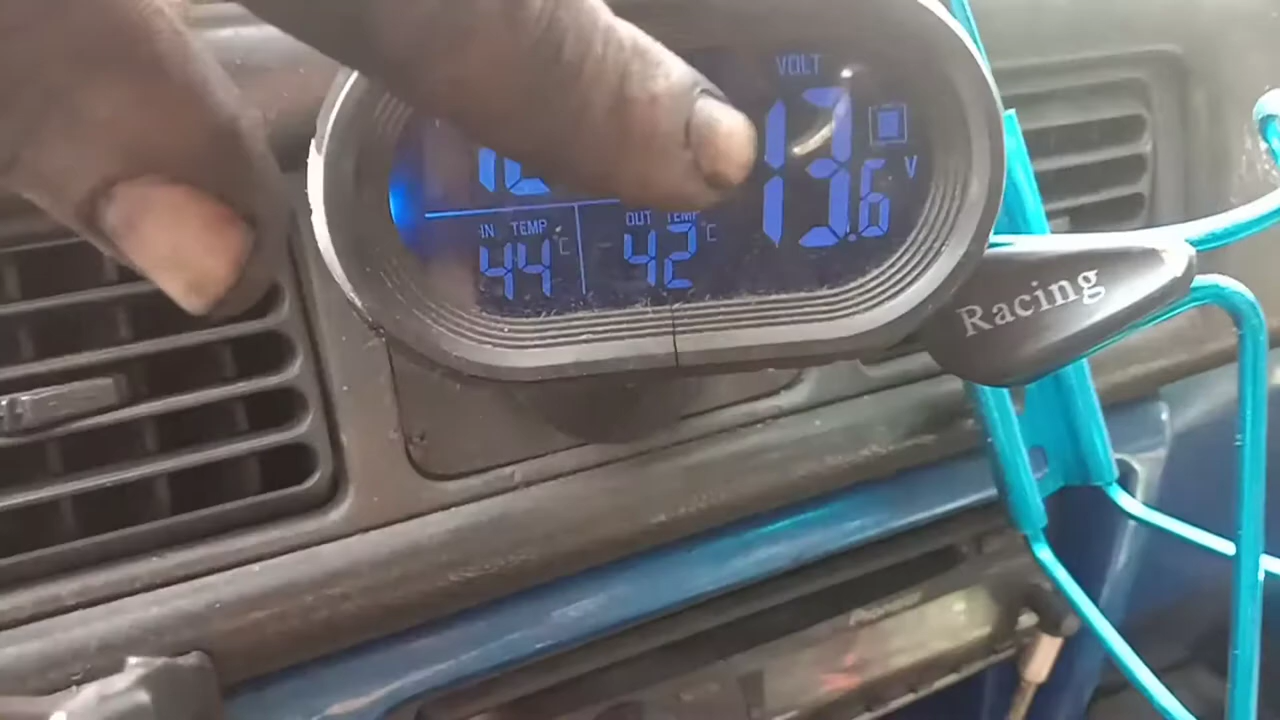 VOLT
13.6 V
IN TEMP OUT TEMP
44 °C 42 °C
Racing